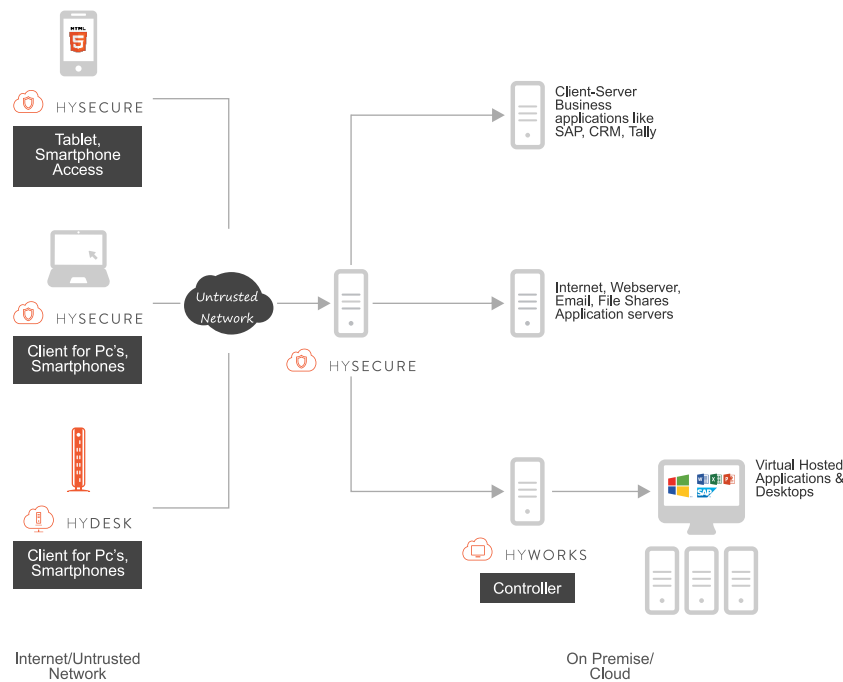 HTML
5
HYSECURE
Tablet,
Smartphone
Access
HYSECURE
Client for Pc's,
Smartphones
HYDESK
Client for Pc's,
Smartphones
Untrusted
Network
HYSECURE
Client-Server
Business
applications like
SAP, CRM, Tally
Internet, Webserver,
Email, File Shares
Application servers
HYWORKS
Controller
W X P
SAP
Virtual Hosted
Applications &
Desktops
Internet/Untrusted
Network
On Premise/
Cloud